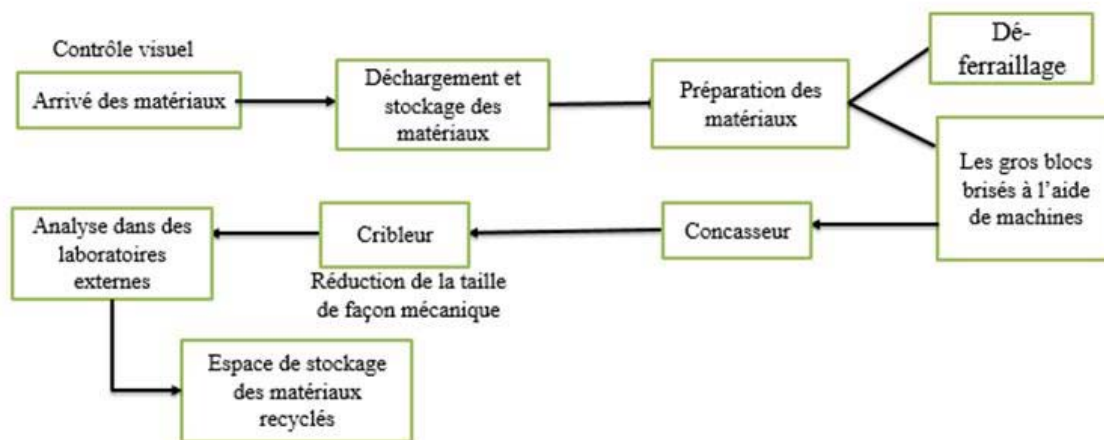 Contrôle visuel
Arrivé des matériaux
Déchargement et
stockage des
matériaux
Préparation des
matériaux
Dé-
ferraillage
Les gros blocs
brisés à l'aide
de machines
Concasseur
Cribleur
Réduction de la taille
de façon mécanique
Analyse dans des
laboratoires
externes
Espace de stockage
des matériaux
recyclés